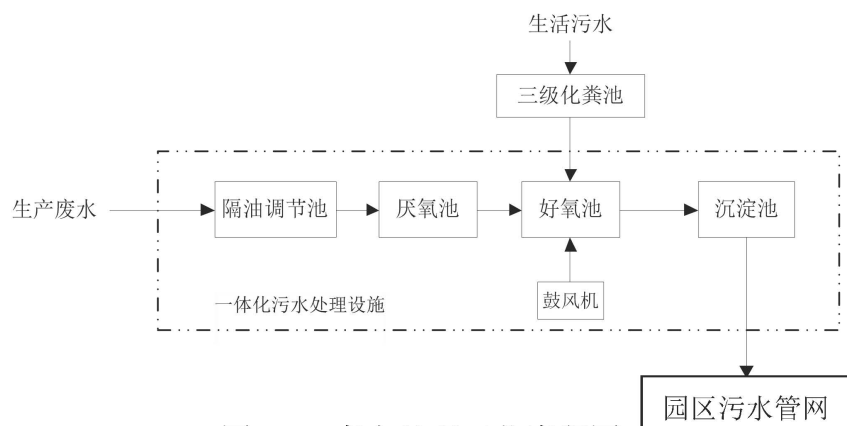 生活污水
三级化粪池
生产废水
隔油调节池
厌氧池
好氧池
沉淀池
鼓风机
一体化污水处理设施
园区污水管网